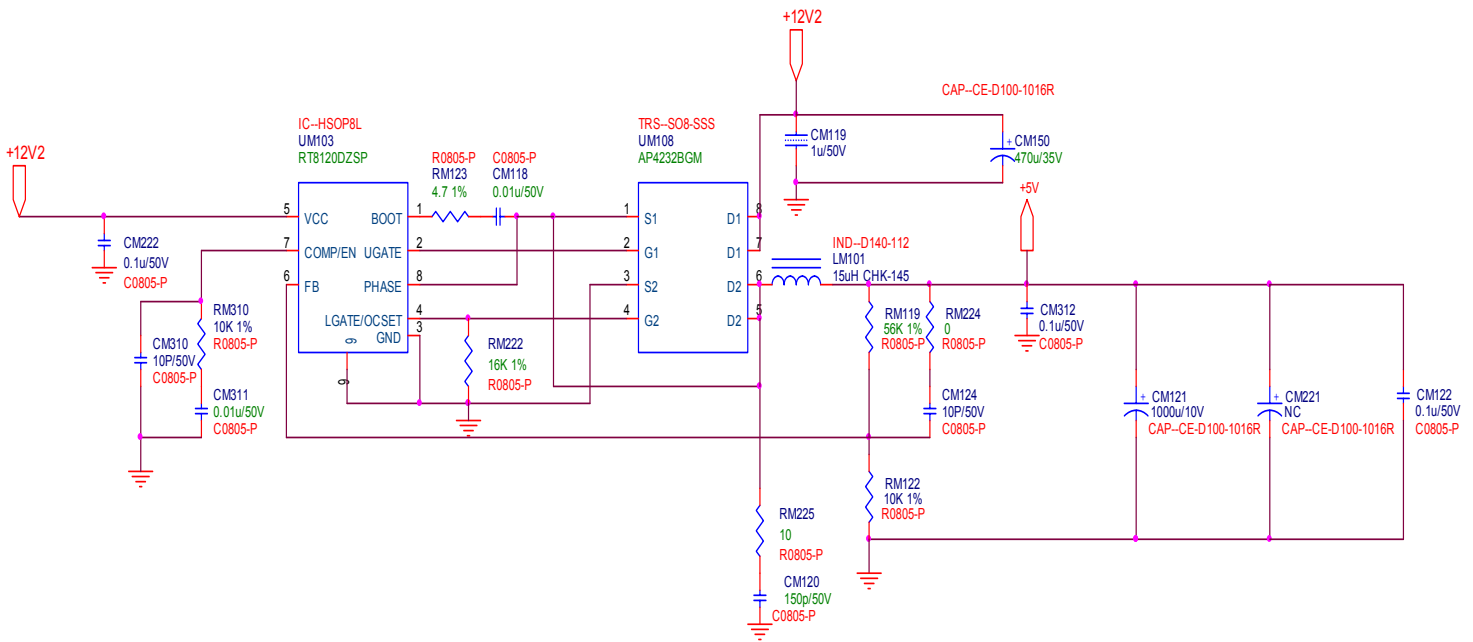 +12V2
CAP--CE-D100-1016R
IC--HSOP8L
UM103
RT8120DZSP
TRS--SO8-SSS
UM108
AP4232BGM
CM119
1u/50V
+ CM150
470u/35V
+12V2
R0805-P
RM123
4.7 1%
C0805-P
CM118
0.01u/50V
+5V
5 VCC
BOOT 1
1 S1
D1 8
CM222
0.1u/50V
C0805-P
7 COMP/EN
UGATE 2
2 G1
D1 7
IND--D140-112
LM101
15uH CHK-145
6 FB
PHASE 8
3 S2
D2 6
LGATE/OCSET 4
4 G2
D2 5
GND 3
9
9
RM310
10K 1%
R0805-P
CM310
10P/50V
C0805-P
CM311
0.01u/50V
C0805-P
RM222
16K 1%
R0805-P
RM119
56K 1%
R0805-P
RM224
0
R0805-P
CM312
0.1u/50V
C0805-P
CM124
10P/50V
C0805-P
+ CM121
1000u/10V
CAP--CE-D100-1016R
+ CM221
NC
CAP--CE-D100-1016R
CM122
0.1u/50V
C0805-P
RM122
10K 1%
R0805-P
RM225
10
R0805-P
CM120
150p/50V
C0805-P